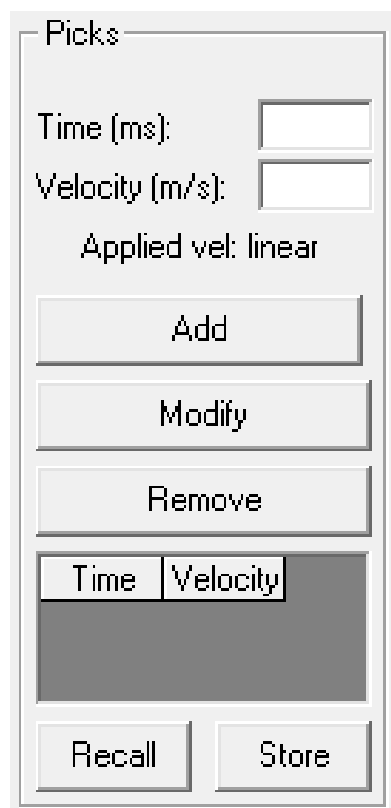 Picks
Time (ms):
Velocity (m/s):
Applied vel: linear
Add
Modify
Remove
Time Velocity
Recall Store